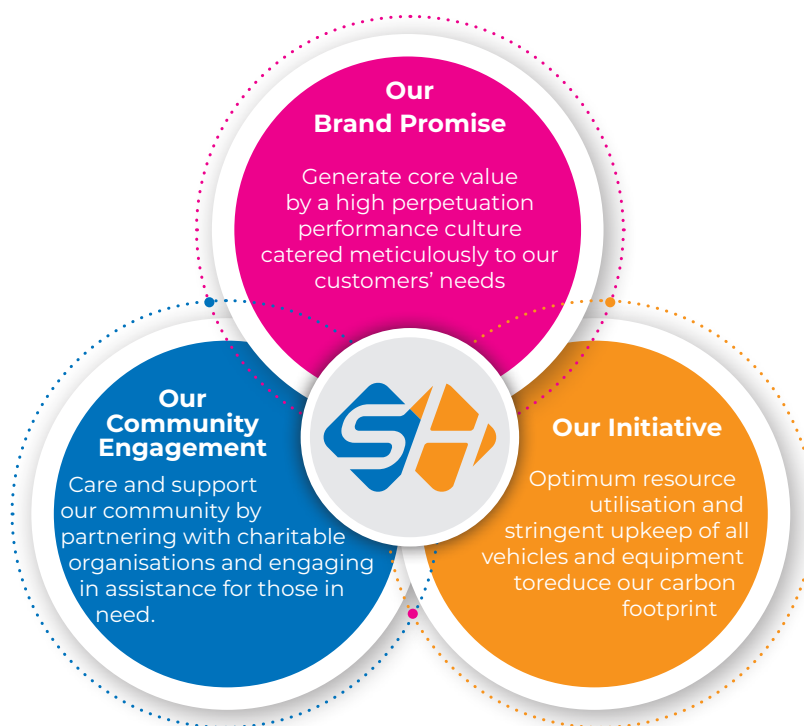 Our
Brand Promise
Generate core value
by a high perpetuation
performance culture
catered meticulously to our
customers’ needs
Our
Community
Engagement
Care and support
our community by
partnering with charitable
organisations and engaging
in assistance for those in
need.
SH
Our Initiative
Optimum resource
utilisation and
stringent upkeep of all
vehicles and equipment
toreduce our carbon
footprint